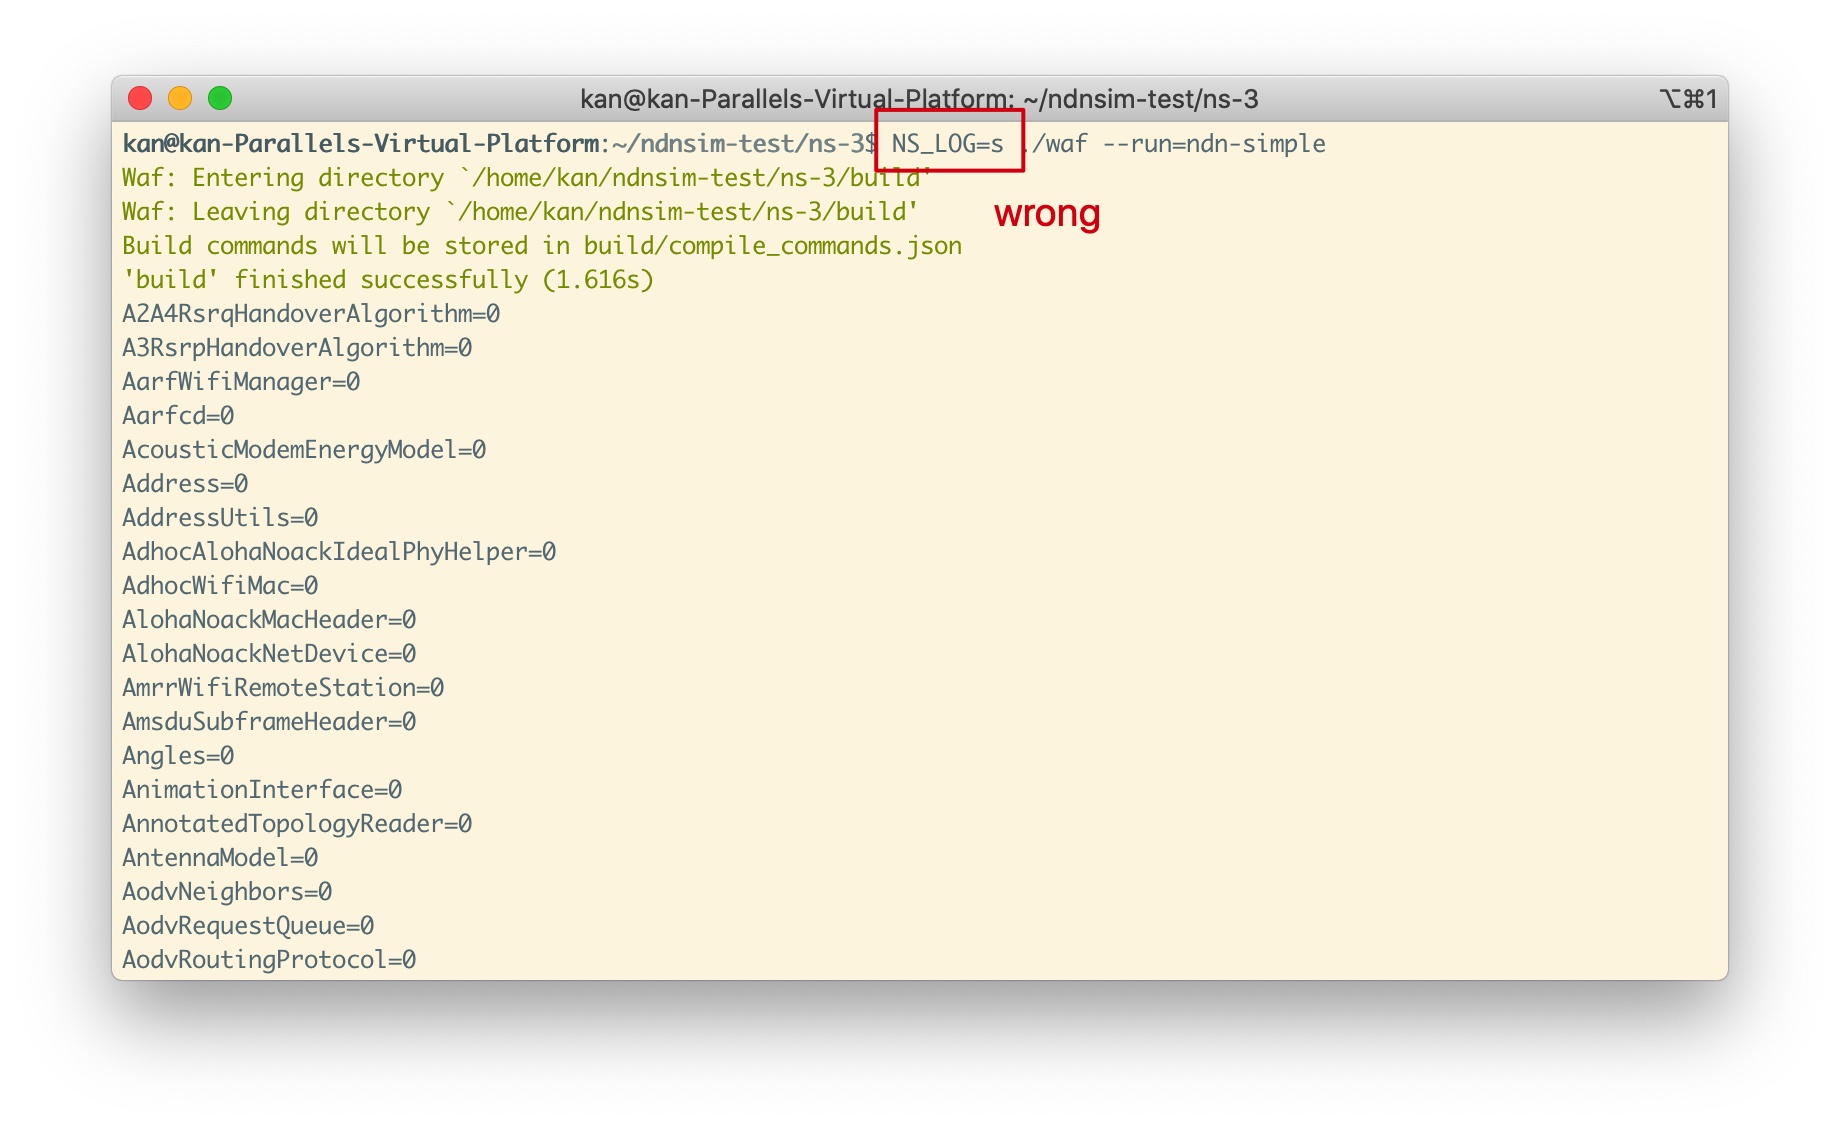 kan@kan-Parallels-Virtual-Platform: ~/ndnsim-test/ns-3 ⌥⌘1
kan@kan-Parallels-Virtual-Platform:~/ndnsim-test/ns-3$ NS_LOG=s ./waf --run=ndn-simple
Waf: Entering directory `/home/kan/ndnsim-test/ns-3/build'
Waf: Leaving directory `/home/kan/ndnsim-test/ns-3/build'
wrong
Build commands will be stored in build/compile_commands.json
'build' finished successfully (1.616s)
A2A4RsrqHandoverAlgorithm=0
A3RsrpHandoverAlgorithm=0
AarfWifiManager=0
Aarfcd=0
AcousticModemEnergyModel=0
Address=0
AddressUtils=0
AdhocAlohaNoackIdealPhyHelper=0
AdhocWifiMac=0
AlohaNoackMacHeader=0
AlohaNoackNetDevice=0
AmrrWifiRemoteStation=0
AmsduSubframeHeader=0
Angles=0
AnimationInterface=0
AnnotatedTopologyReader=0
AntennaModel=0
AodvNeighbors=0
AodvRequestQueue=0
AodvRoutingProtocol=0